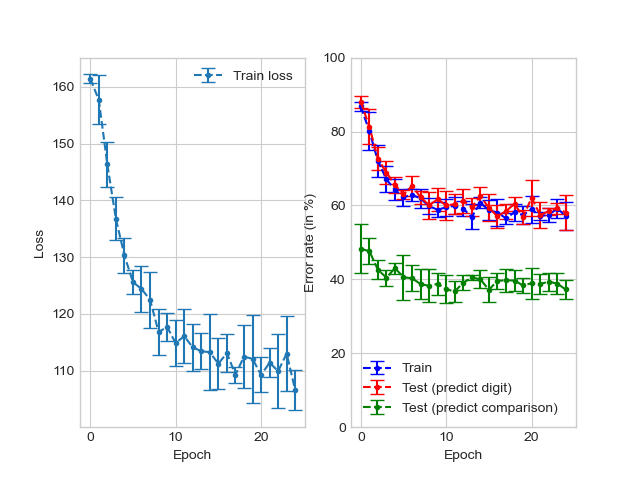 Train loss
160
150
140
130
120
110
0
10
20
Loss
Epoch
100
80
60
40
20
0
0
10
20
Error rate (in %)
Epoch
Train
Test (predict digit)
Test (predict comparison)